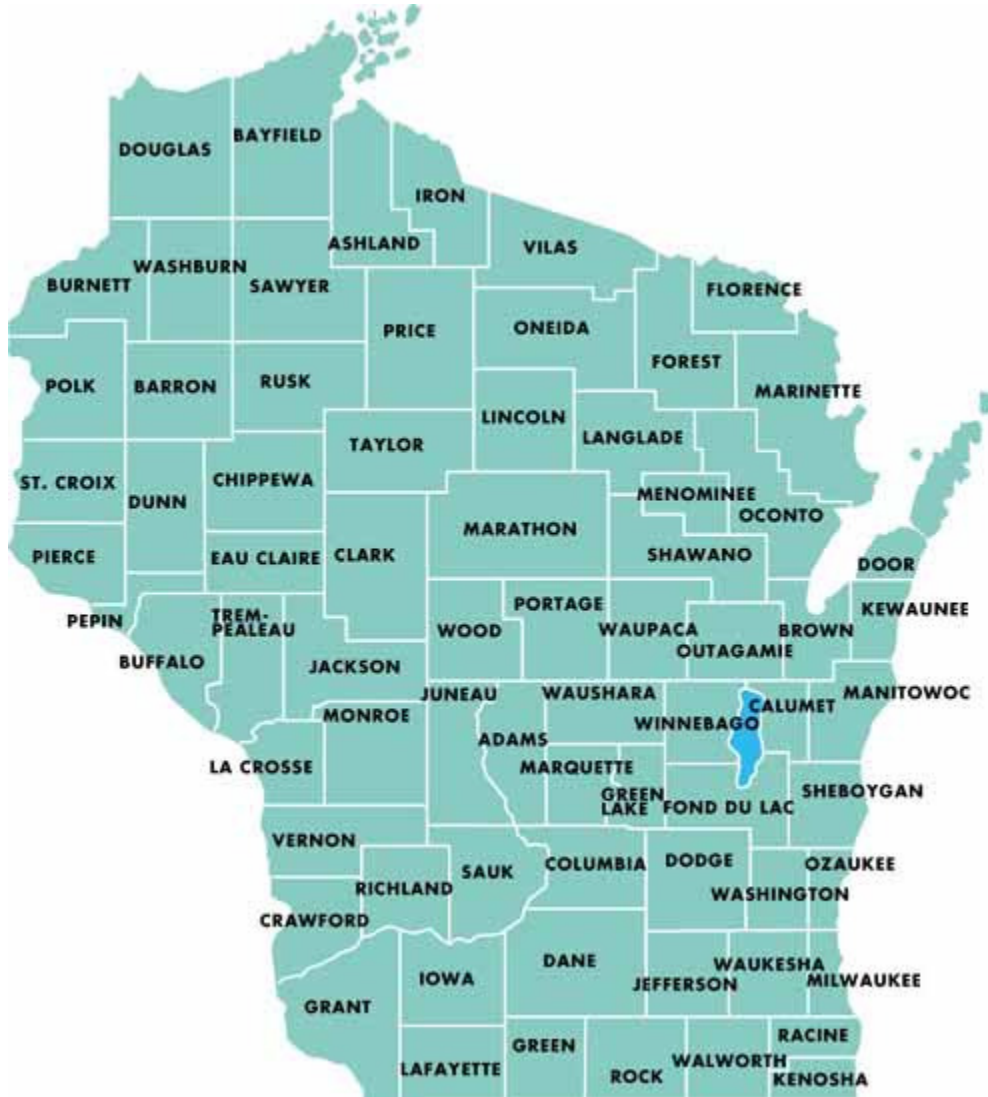 BAYFIELD
DOUGLAS
IRON
ASHLAND
VILAS
WASHBURN
BURNETT
SAWYER
FLORENCE
PRICE
ONEIDA
FOREST
POLK
BARRON
RUSK
MARINETTE
LINCOLN
TAYLOR
LANGLADE
ST. CROIX
CHIPPEWA
DUNN
MENOMINEE
OCONTO
MARATHON
PIERCE
EAU CLAIRE
CLARK
SHAWANO
DOOR
PEPIN
TREM-
PEALEAU
PORTAGE
KEWAUNEE
WOOD
WAUPACA
BROWN
OUTAGAMIE
BUFFALO
JACKSON
JUNEAU
WAUSHARA
MANITOWOC
CALUMET
MONROE
WINNEBAGO
ADAMS
LA CROSSE
MARQUETTE
GREEN
LAKE
FOND DU LAC
SHEBOYGAN
VERNON
SAUK
COLUMBIA
DODGE
OZAUKEE
RICHLAND
WASHINGTON
CRAWFORD
DANE
WAUKESHA
IOWA
JEFFERSON
MILWAUKEE
GRANT
RACINE
GREEN
WALWORTH
LAFAYETTE
ROCK
KENOSHA